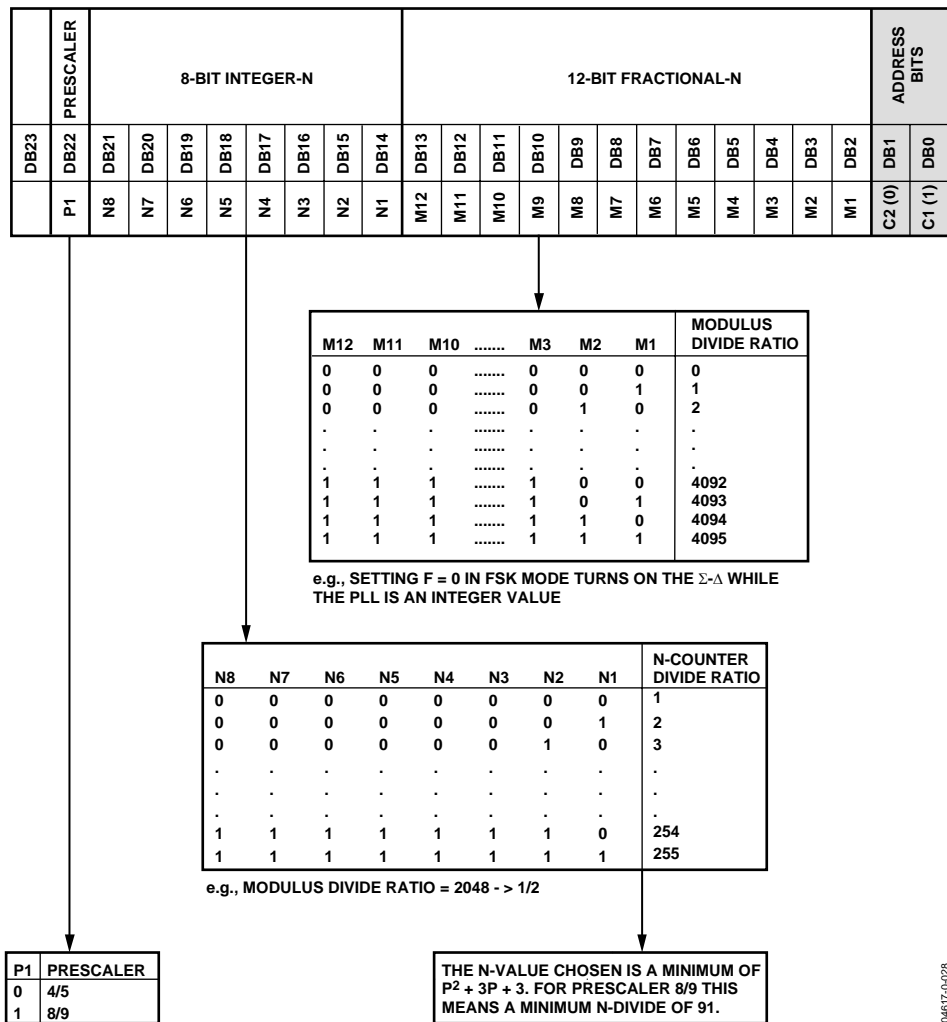 PRESCALER
8-BIT INTEGER-N
12-BIT FRACTIONAL-N
ADDRESS
BITS
DB23 DB22 DB21 DB20 DB19 DB18 DB17 DB16 DB15 DB14 DB13 DB12 DB11 DB10 DB9 DB8 DB7 DB6 DB5 DB4 DB3 DB2 DB1 DB0
P1 N8 N7 N6 N5 N4 N3 N2 N1 M12 M11 M10 M9 M8 M7 M6 M5 M4 M3 M2 M1 C2 (0) C1 (1)
MODULUS
M12 M11 M10 ....... M3 M2 M1 DIVIDE RATIO
0 0 0 ....... 0 0 0 0
0 0 0 ....... 0 0 1 1
0 0 0 ....... 0 1 0 2
. . . ....... . . . .
. . . ....... . . . .
. . . ....... . . . .
1 1 1 ....... 1 0 0 4092
1 1 1 ....... 1 0 1 4093
1 1 1 ....... 1 1 0 4094
1 1 1 ....... 1 1 1 4095
e.g., SETTING F = 0 IN FSK MODE TURNS ON THE Σ-Δ WHILE
THE PLL IS AN INTEGER VALUE
N-COUNTER
N8 N7 N6 N5 N4 N3 N2 N1 DIVIDE RATIO
0 0 0 0 0 0 0 0 1
0 0 0 0 0 0 0 1 2
0 0 0 0 0 0 1 0 3
. . . . . . . . .
. . . . . . . . .
. . . . . . . . .
1 1 1 1 1 1 1 0 254
1 1 1 1 1 1 1 1 255
e.g., MODULUS DIVIDE RATIO = 2048 - > 1/2
P1 PRESCALER
0 4/5
1 8/9
THE N-VALUE CHOSEN IS A MINIMUM OF
P2 + 3P + 3. FOR PRESCALER 8/9 THIS
MEANS A MINIMUM N-DIVIDE OF 91.
04617-0-028